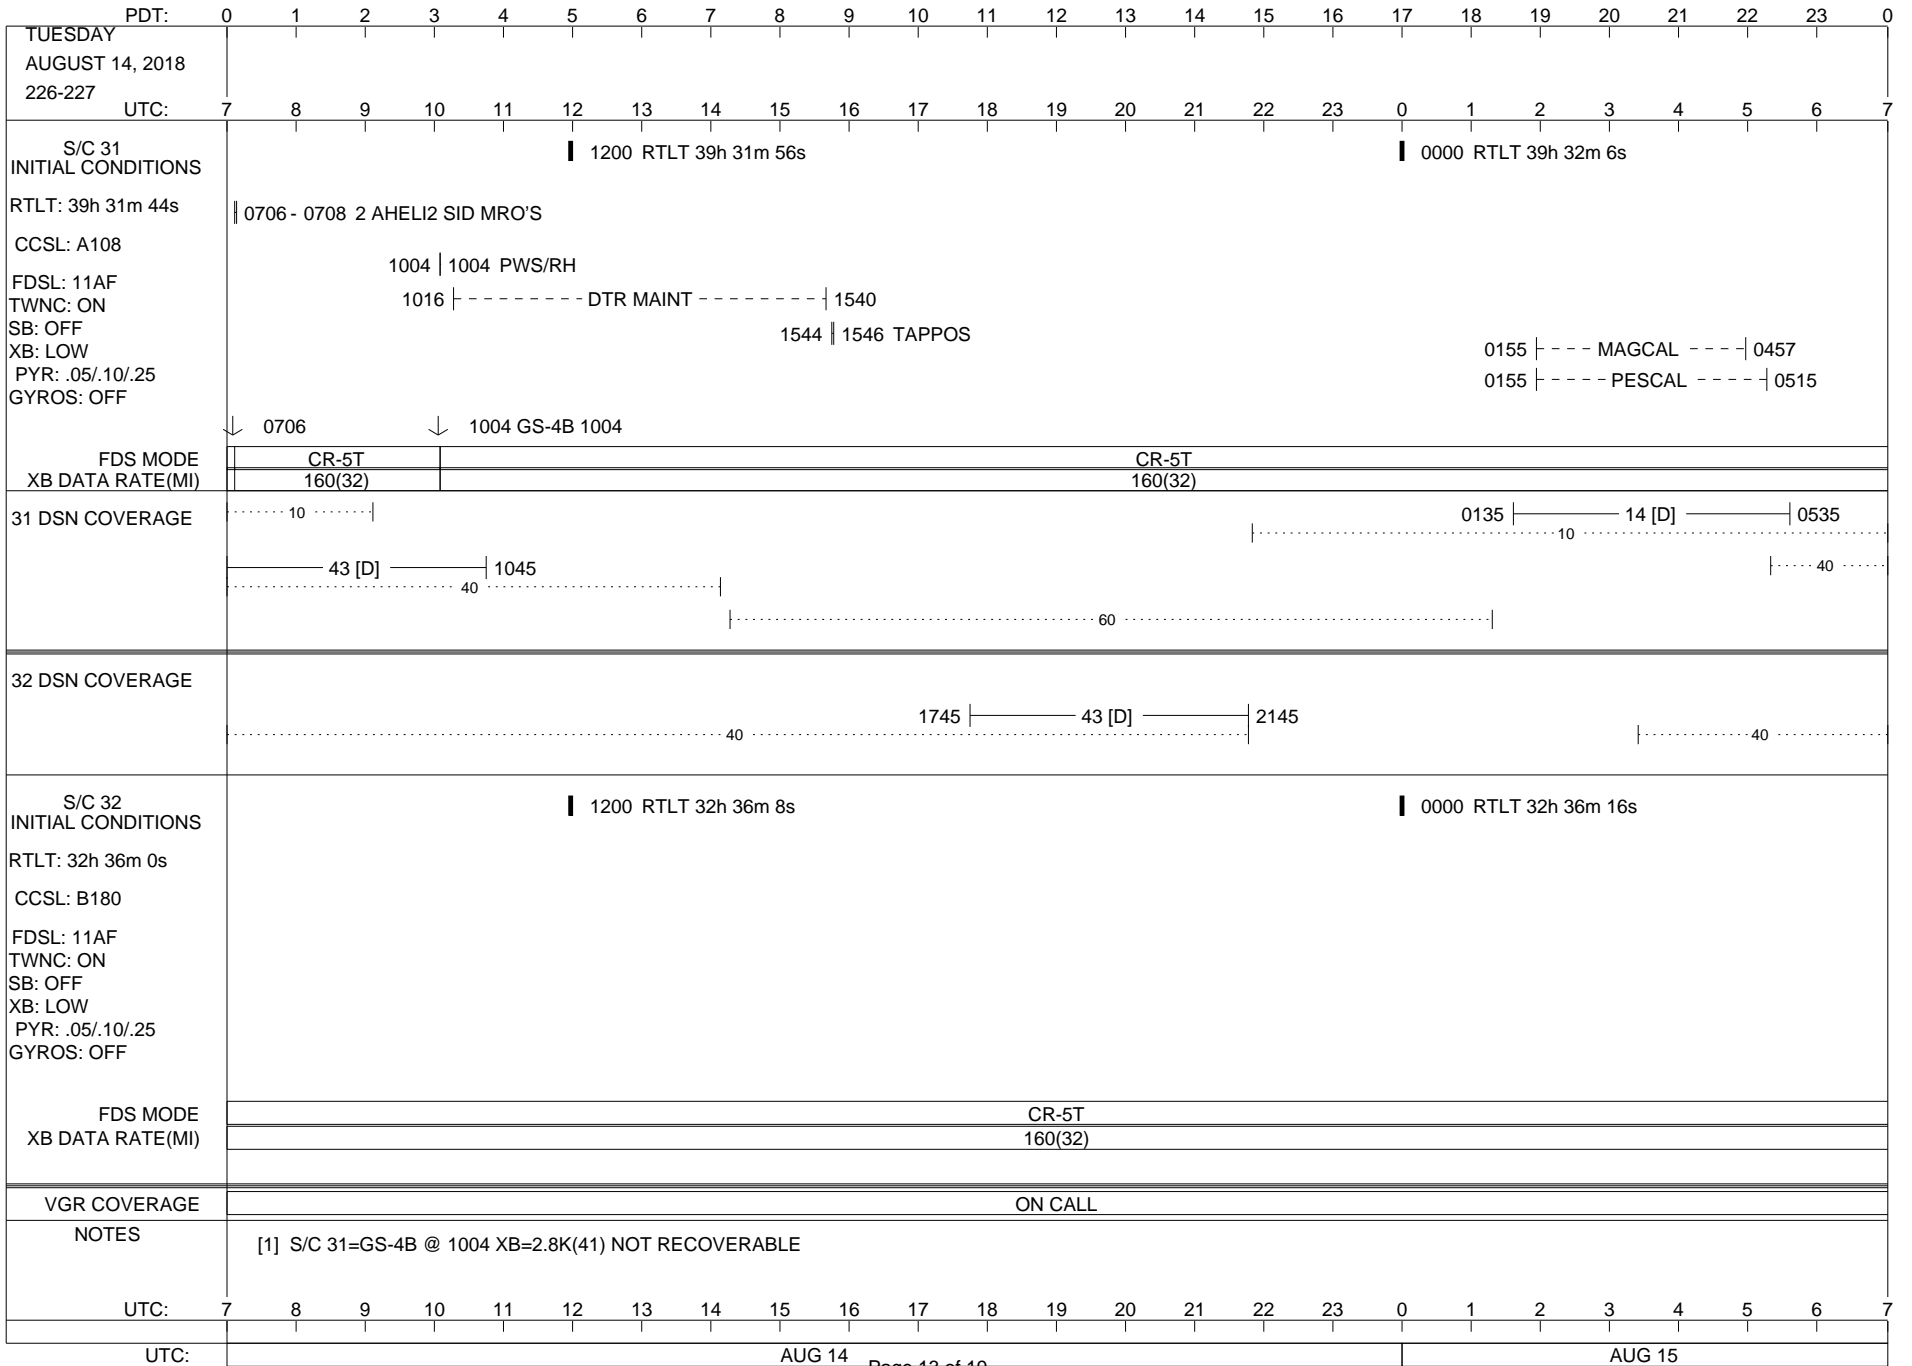 PDT: 0 1 2 3 4 5 6 7 8 9 10 11 12 13 14 15 16 17 18 19 20 21 22 23 0
TUESDAY
AUGUST 14, 2018
226-227
UTC: 7 8 9 10 11 12 13 14 15 16 17 18 19 20 21 22 23 0 1 2 3 4 5 6 7
S/C 31
INITIAL CONDITIONS
1200 RTLT 39h 31m 56s
0000 RTLT 39h 32m 6s
RTLT: 39h 31m 44s
0706 - 0708 2 AHELI2 SID MRO'S
CCSL: A108
1004 1004 PWS/RH
FDSL: 11AF
1016 DTR MAINT 1540
TWNC: ON
SB: OFF
1544 1546 TAPPOS
XB: LOW
0155 MAGCAL 0457
PYR: .05/.10/.25
0155 PESCAL 0515
GYROS: OFF
0706
1004 GS-4B 1004
FDS MODE CR-5T CR-5T
XB DATA RATE(MI) 160(32) 160(32)
31 DSN COVERAGE
10
0135 14 [D] 0535
10
43 [D] 1045
40
40
60
32 DSN COVERAGE
1745 43 [D] 2145
40
40
S/C 32
INITIAL CONDITIONS
1200 RTLT 32h 36m 8s
0000 RTLT 32h 36m 16s
RTLT: 32h 36m 0s
CCSL: B180
FDSL: 11AF
TWNC: ON
SB: OFF
XB: LOW
PYR: .05/.10/.25
GYROS: OFF
FDS MODE CR-5T
XB DATA RATE(MI) 160(32)
VGR COVERAGE ON CALL
NOTES
[1] S/C 31=GS-4B @ 1004 XB=2.8K(41) NOT RECOVERABLE
UTC: 7 8 9 10 11 12 13 14 15 16 17 18 19 20 21 22 23 0 1 2 3 4 5 6 7
UTC: AUG 14 AUG 15